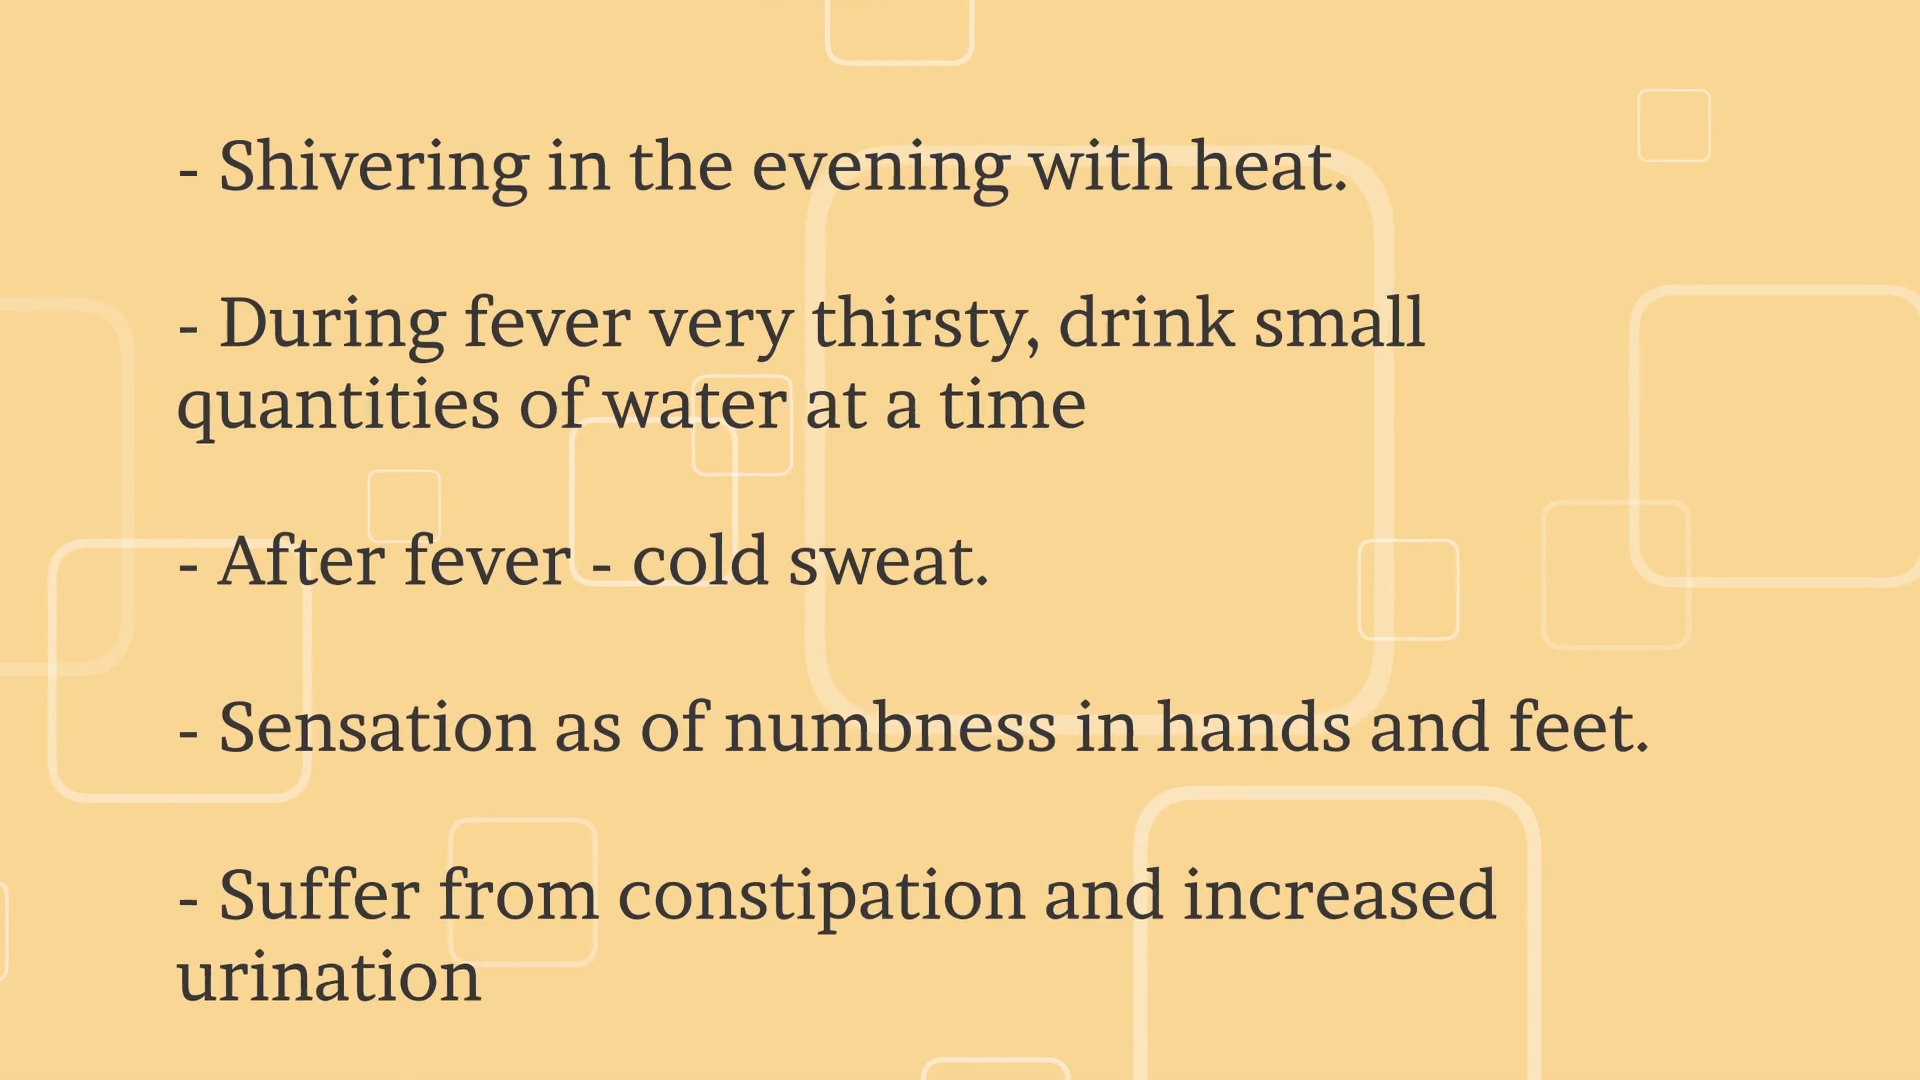 - Shivering in the evening with heat.
- During fever very thirsty, drink small
quantities of water at a time
- After fever - cold sweat.
- Sensation as of numbness in hands and feet.
- Suffer from constipation and increased
urination